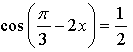 cos(π/3 − 2x) = 1/2